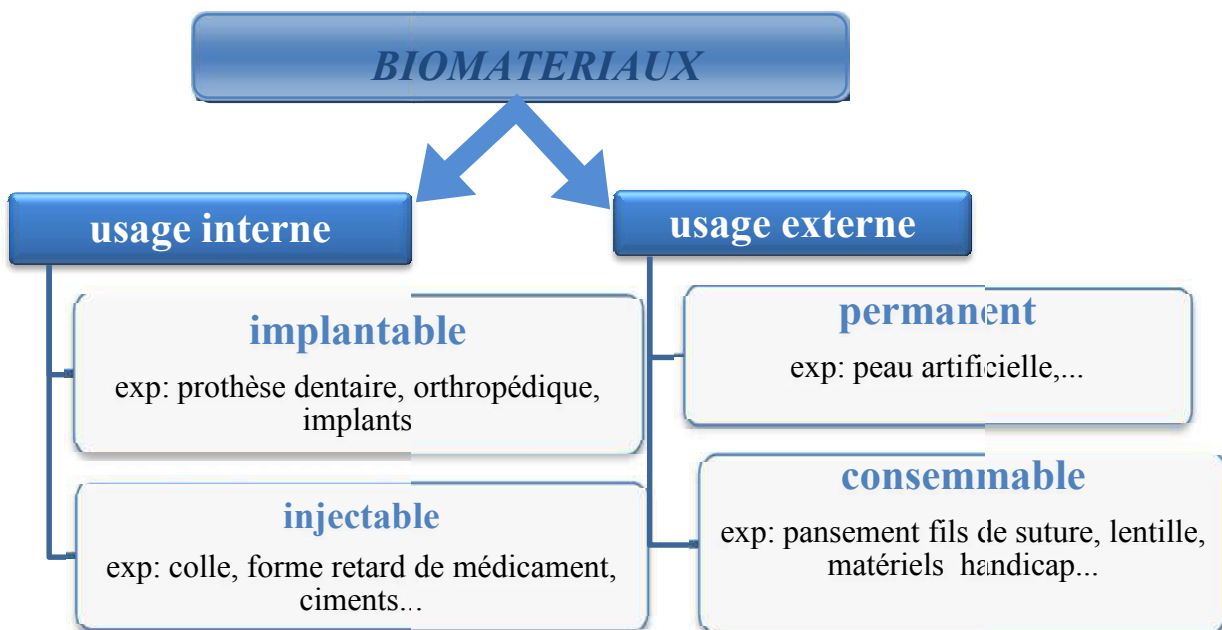 BIOMATERIAUX
usage interne
implantable
exp: prothèse dentaire, orthropédique,
implants
injectable
exp: colle, forme retard de médicament,
ciments...
usage externe
permanent
exp: peau artificielle,...
consemmable
exp: pansement fils de suture, lentille,
matériels handicap...